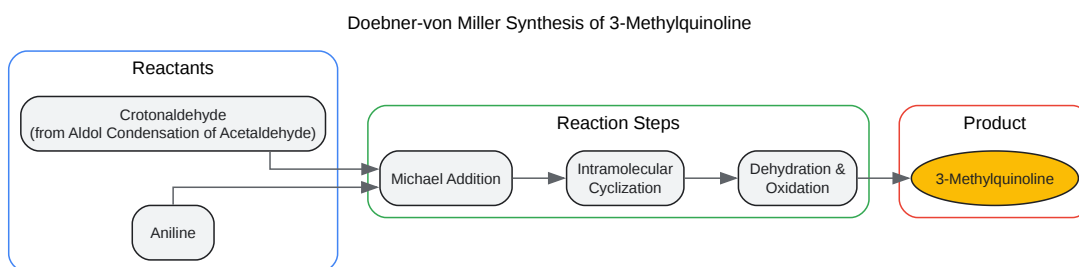 Doebner-von Miller Synthesis of 3-Methylquinoline
Reactants
Crotonaldehyde
(from Aldol Condensation of Acetaldehyde)
Aniline
Reaction Steps
Michael Addition
Intramolecular
Cyclization
Dehydration &
Oxidation
Product
3-Methylquinoline